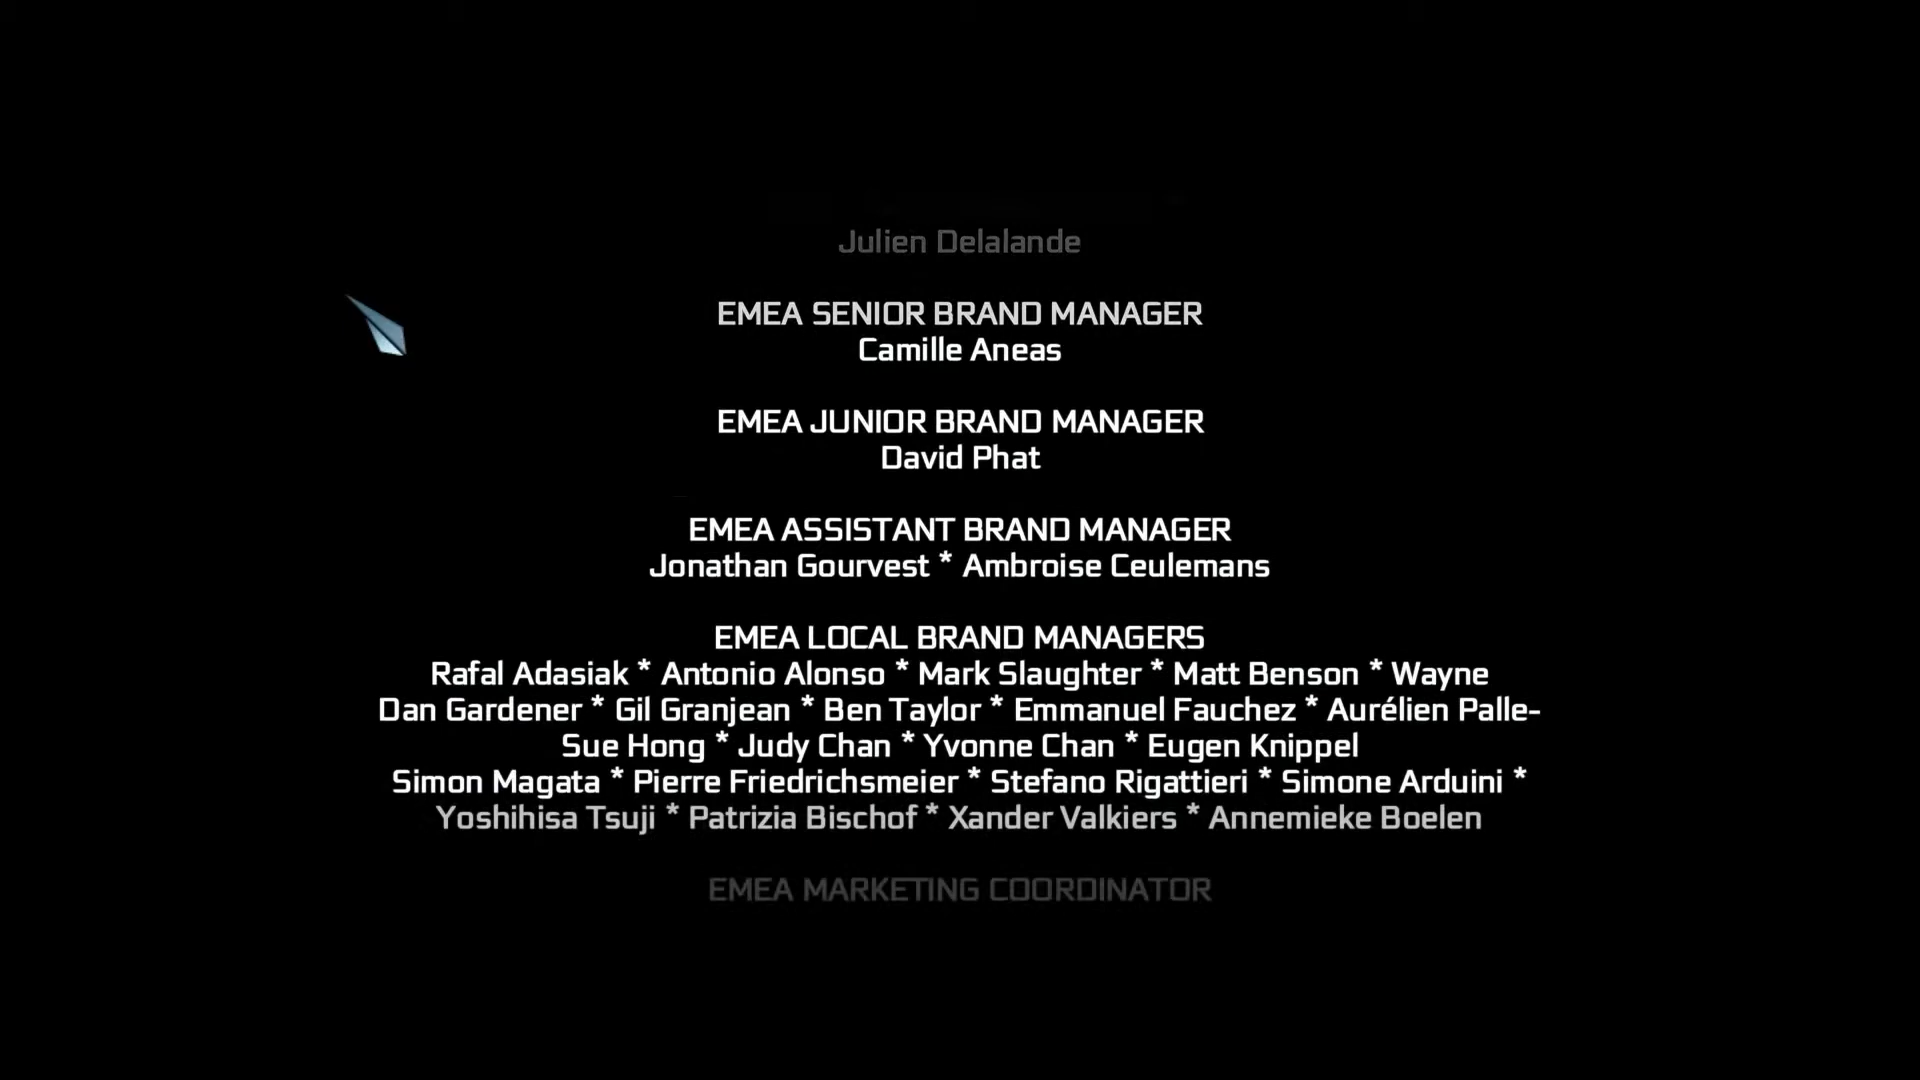 Julien Delalande
EMEA SENIOR BRAND MANAGER
Camille Aneas
EMEA JUNIOR BRAND MANAGER
David Phat
EMEA ASSISTANT BRAND MANAGER
Jonathan Gourvest * Ambroise Ceulemans
EMEA LOCAL BRAND MANAGERS
Rafal Adasiak * Antonio Alonso * Mark Slaughter * Matt Benson * Wayne
Dan Gardener * Gil Granjean * Ben Taylor * Emmanuel Fauchez * Aurélien Palle-
Sue Hong * Judy Chan * Yvonne Chan * Eugen Knippel
Simon Magata * Pierre Friedrichsmeier * Stefano Rigattieri * Simone Arduini *
Yoshihisa Tsuji * Patrizia Bischof * Xander Valkiers * Annemieke Boelen
EMEA MARKETING COORDINATOR